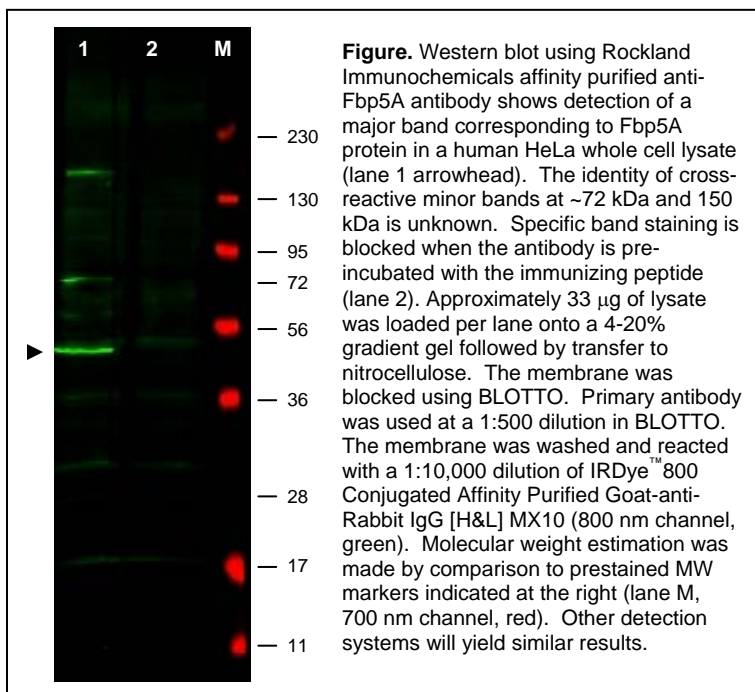 1 2 M
230
130
95
72
56
36
28
17
11
Figure. Western blot using Rockland
Immunochemicals affinity purified anti-
Fbp5A antibody shows detection of a
major band corresponding to Fbp5A
protein in a human HeLa whole cell lysate
(lane 1 arrowhead).  The identity of cross-
reactive minor bands at ~72 kDa and 150
kDa is unknown.  Specific band staining is
blocked when the antibody is pre-
incubated with the immunizing peptide
(lane 2). Approximately 33 μg of lysate
was loaded per lane onto a 4-20%
gradient gel followed by transfer to
nitrocellulose.  The membrane was
blocked using BLOTTO.  Primary antibody
was used at a 1:500 dilution in BLOTTO.
The membrane was washed and reacted
with a 1:10,000 dilution of IRDye™800
Conjugated Affinity Purified Goat-anti-
Rabbit IgG [H&L] MX10 (800 nm channel,
green).  Molecular weight estimation was
made by comparison to prestained MW
markers indicated at the right (lane M,
700 nm channel, red).  Other detection
systems will yield similar results.